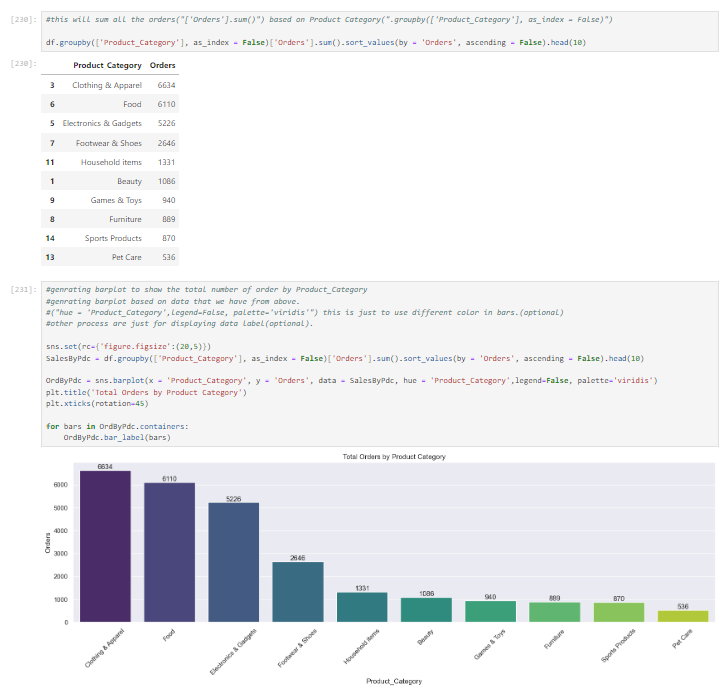 [230]: #this will sum all the orders("['Orders'].sum()") based on Product Category(".groupby(['Product_Category'], as_index = False)")
df.groupby(['Product_Category'], as_index = False)['Orders'].sum().sort_values(by = 'Orders', ascending = False).head(10)
[230]: Product Category Orders
3 Clothing & Apparel 6634
6 Food 6110
5 Electronics & Gadgets 5226
7 Footwear & Shoes 2646
11 Household items 1331
1 Beauty 1086
9 Games & Toys 940
8 Furniture 889
14 Sports Products 870
13 Pet Care 536
[231]: #genrating barplot to show the total number of order by Product_Category
#genrating barplot based on data that we have from above.
#("hue = 'Product_Category',legend=False, palette='viridis'") this is just to use different color in bars.(optional)
#other process are just for displaying data label(optional).
sns.set(rc={'figure.figsize':(20,5)})
SalesByPdc = df.groupby(['Product_Category'], as_index = False)['Orders'].sum().sort_values(by = 'Orders', ascending = False).head(10)
OrdByPdc = sns.barplot(x = 'Product_Category', y = 'Orders', data = SalesByPdc, hue = 'Product_Category',legend=False, palette='viridis')
plt.title('Total Orders by Product Category')
plt.xticks(rotation=45)
for bars in OrdByPdc.containers:
OrdByPdc.bar_label(bars)
Total Orders by Product Category
6634
6110
5226
2646
1331
1086
940
889
870
536
6000
5000
4000
3000
2000
1000
0
Orders
Clothing & Apparel
Food
Electronics & Gadgets
Footwear & Shoes
Household items
Beauty
Games & Toys
Furniture
Sports Products
Pet Care
Product_Category